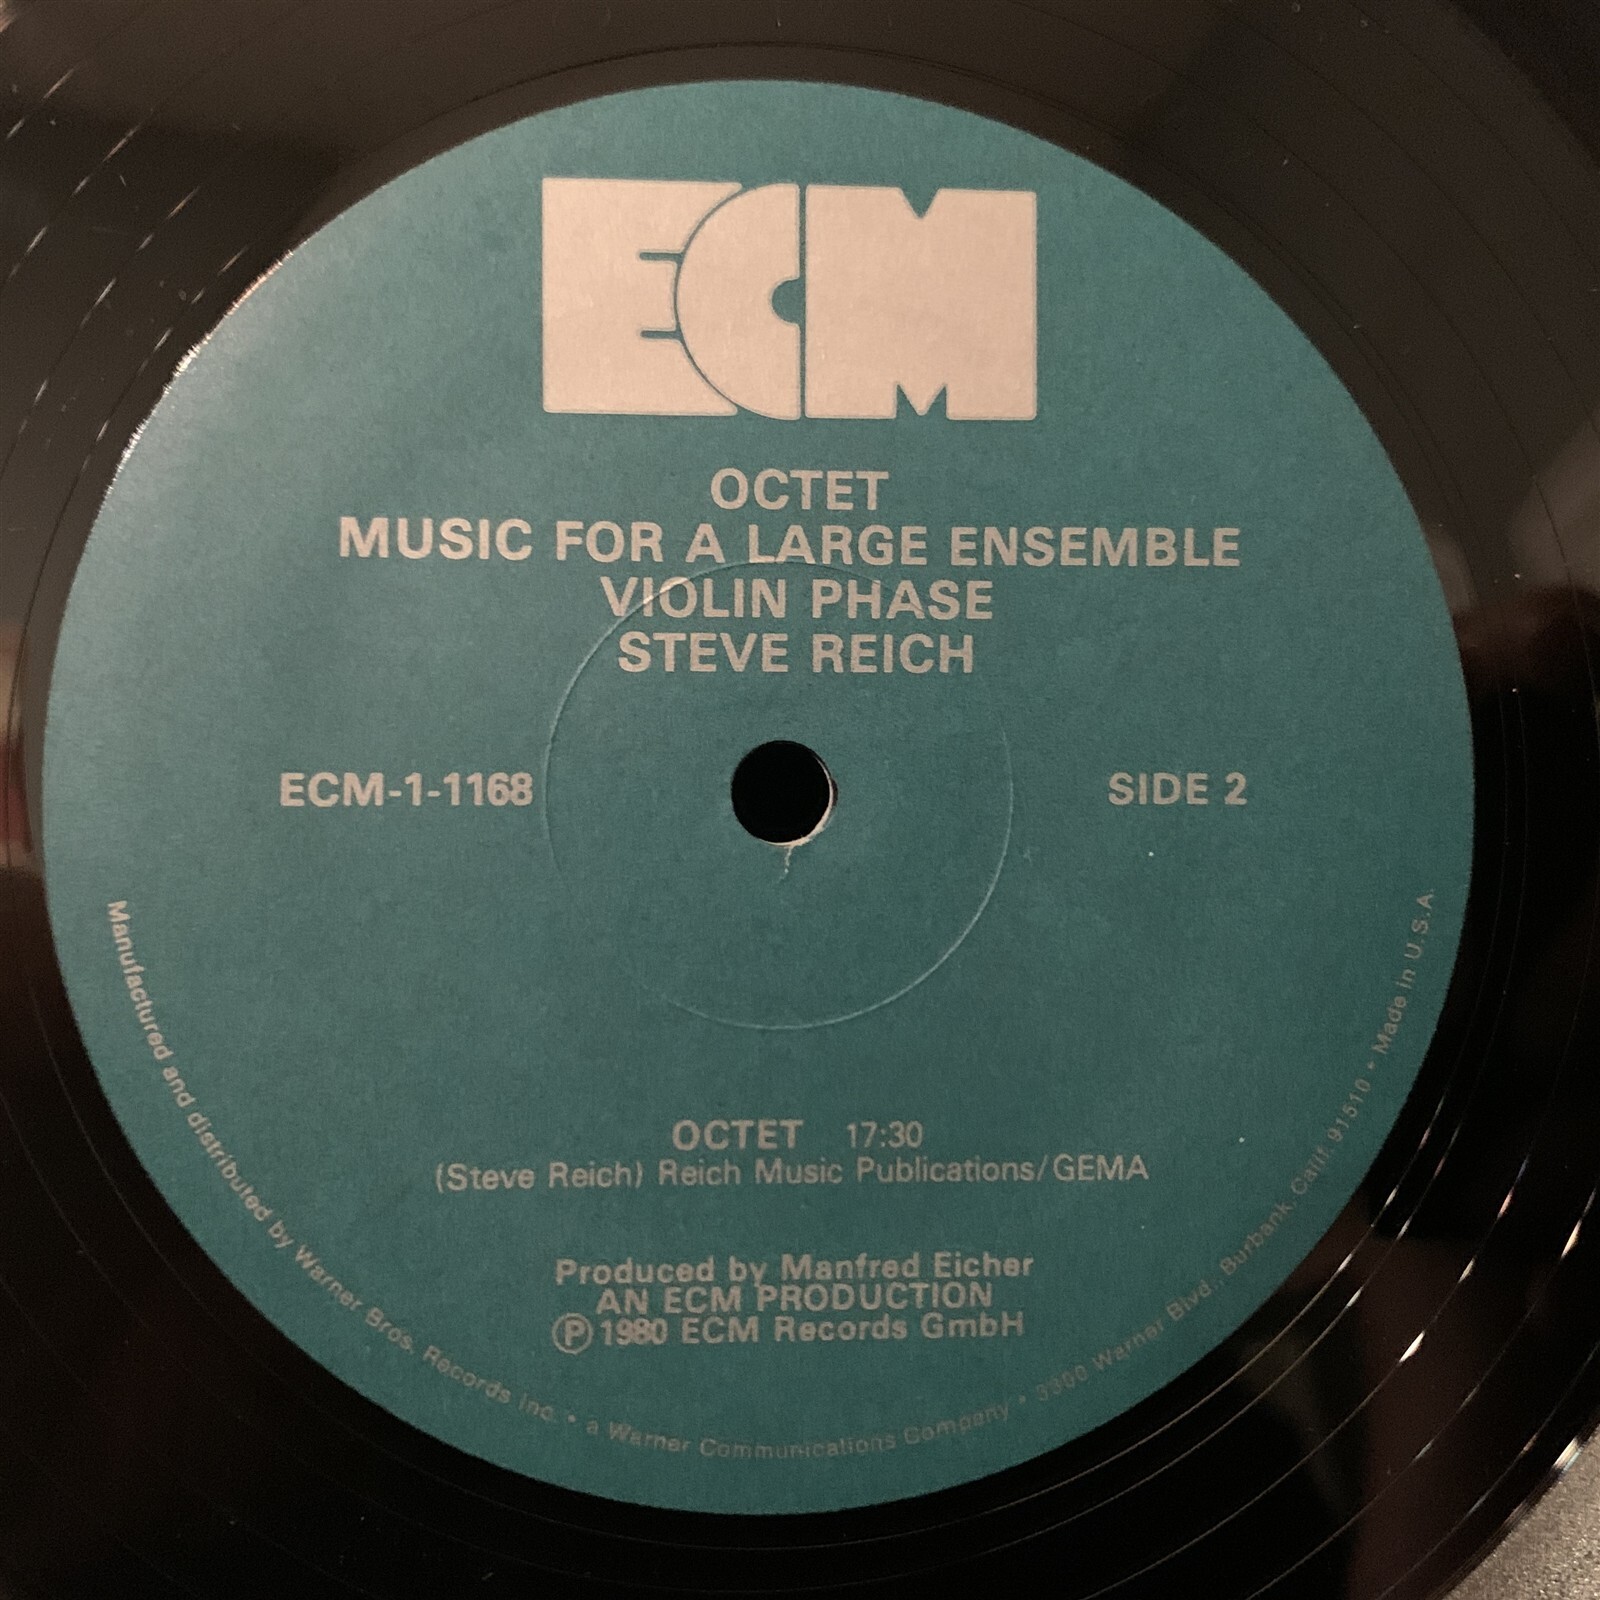 ECM
OCTET
MUSIC FOR A LARGE ENSEMBLE
VIOLIN PHASE
STEVE REICH
ECM-1-1168
SIDE 2
OCTET 17:30
(Steve Reich) Reich Music Publications/GEMA
Produced by Manfred Eicher
AN ECM PRODUCTION
℗ 1980 ECM Records GmbH
Manufactured and distributed by Warner Bros. Records Inc. • a Warner Communications Company • 3300 Warner Blvd., Burbank, Calif. 91510 • Made in U.S.A.